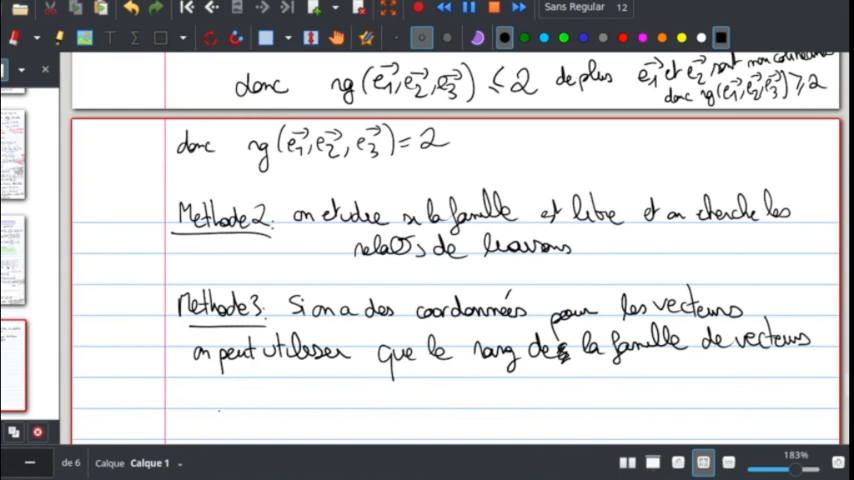 Sans Regular 12
donc rg(e1, e2, e3) ≤ 2 de plus e1 et e2 sont non colinéaires
donc rg(e1, e2, e3) ≥ 2
donc rg(e1, e2, e3) = 2
Methode 2: on etudie si la famille est libre et on cherche les
relaōs de liaisons
Methode 3: Si on a des coordonnées pour les vecteurs
on peut utiliser que le rang de la famille de vecteurs
de 6 Calque Calque 1 183%